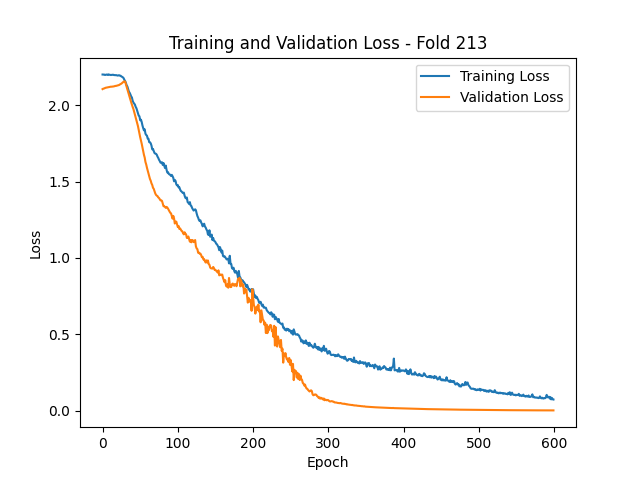 Training and Validation Loss - Fold 213
Training Loss
Validation Loss
2.0
1.5
1.0
0.5
0.0
Loss
0 100 200 300 400 500 600
Epoch